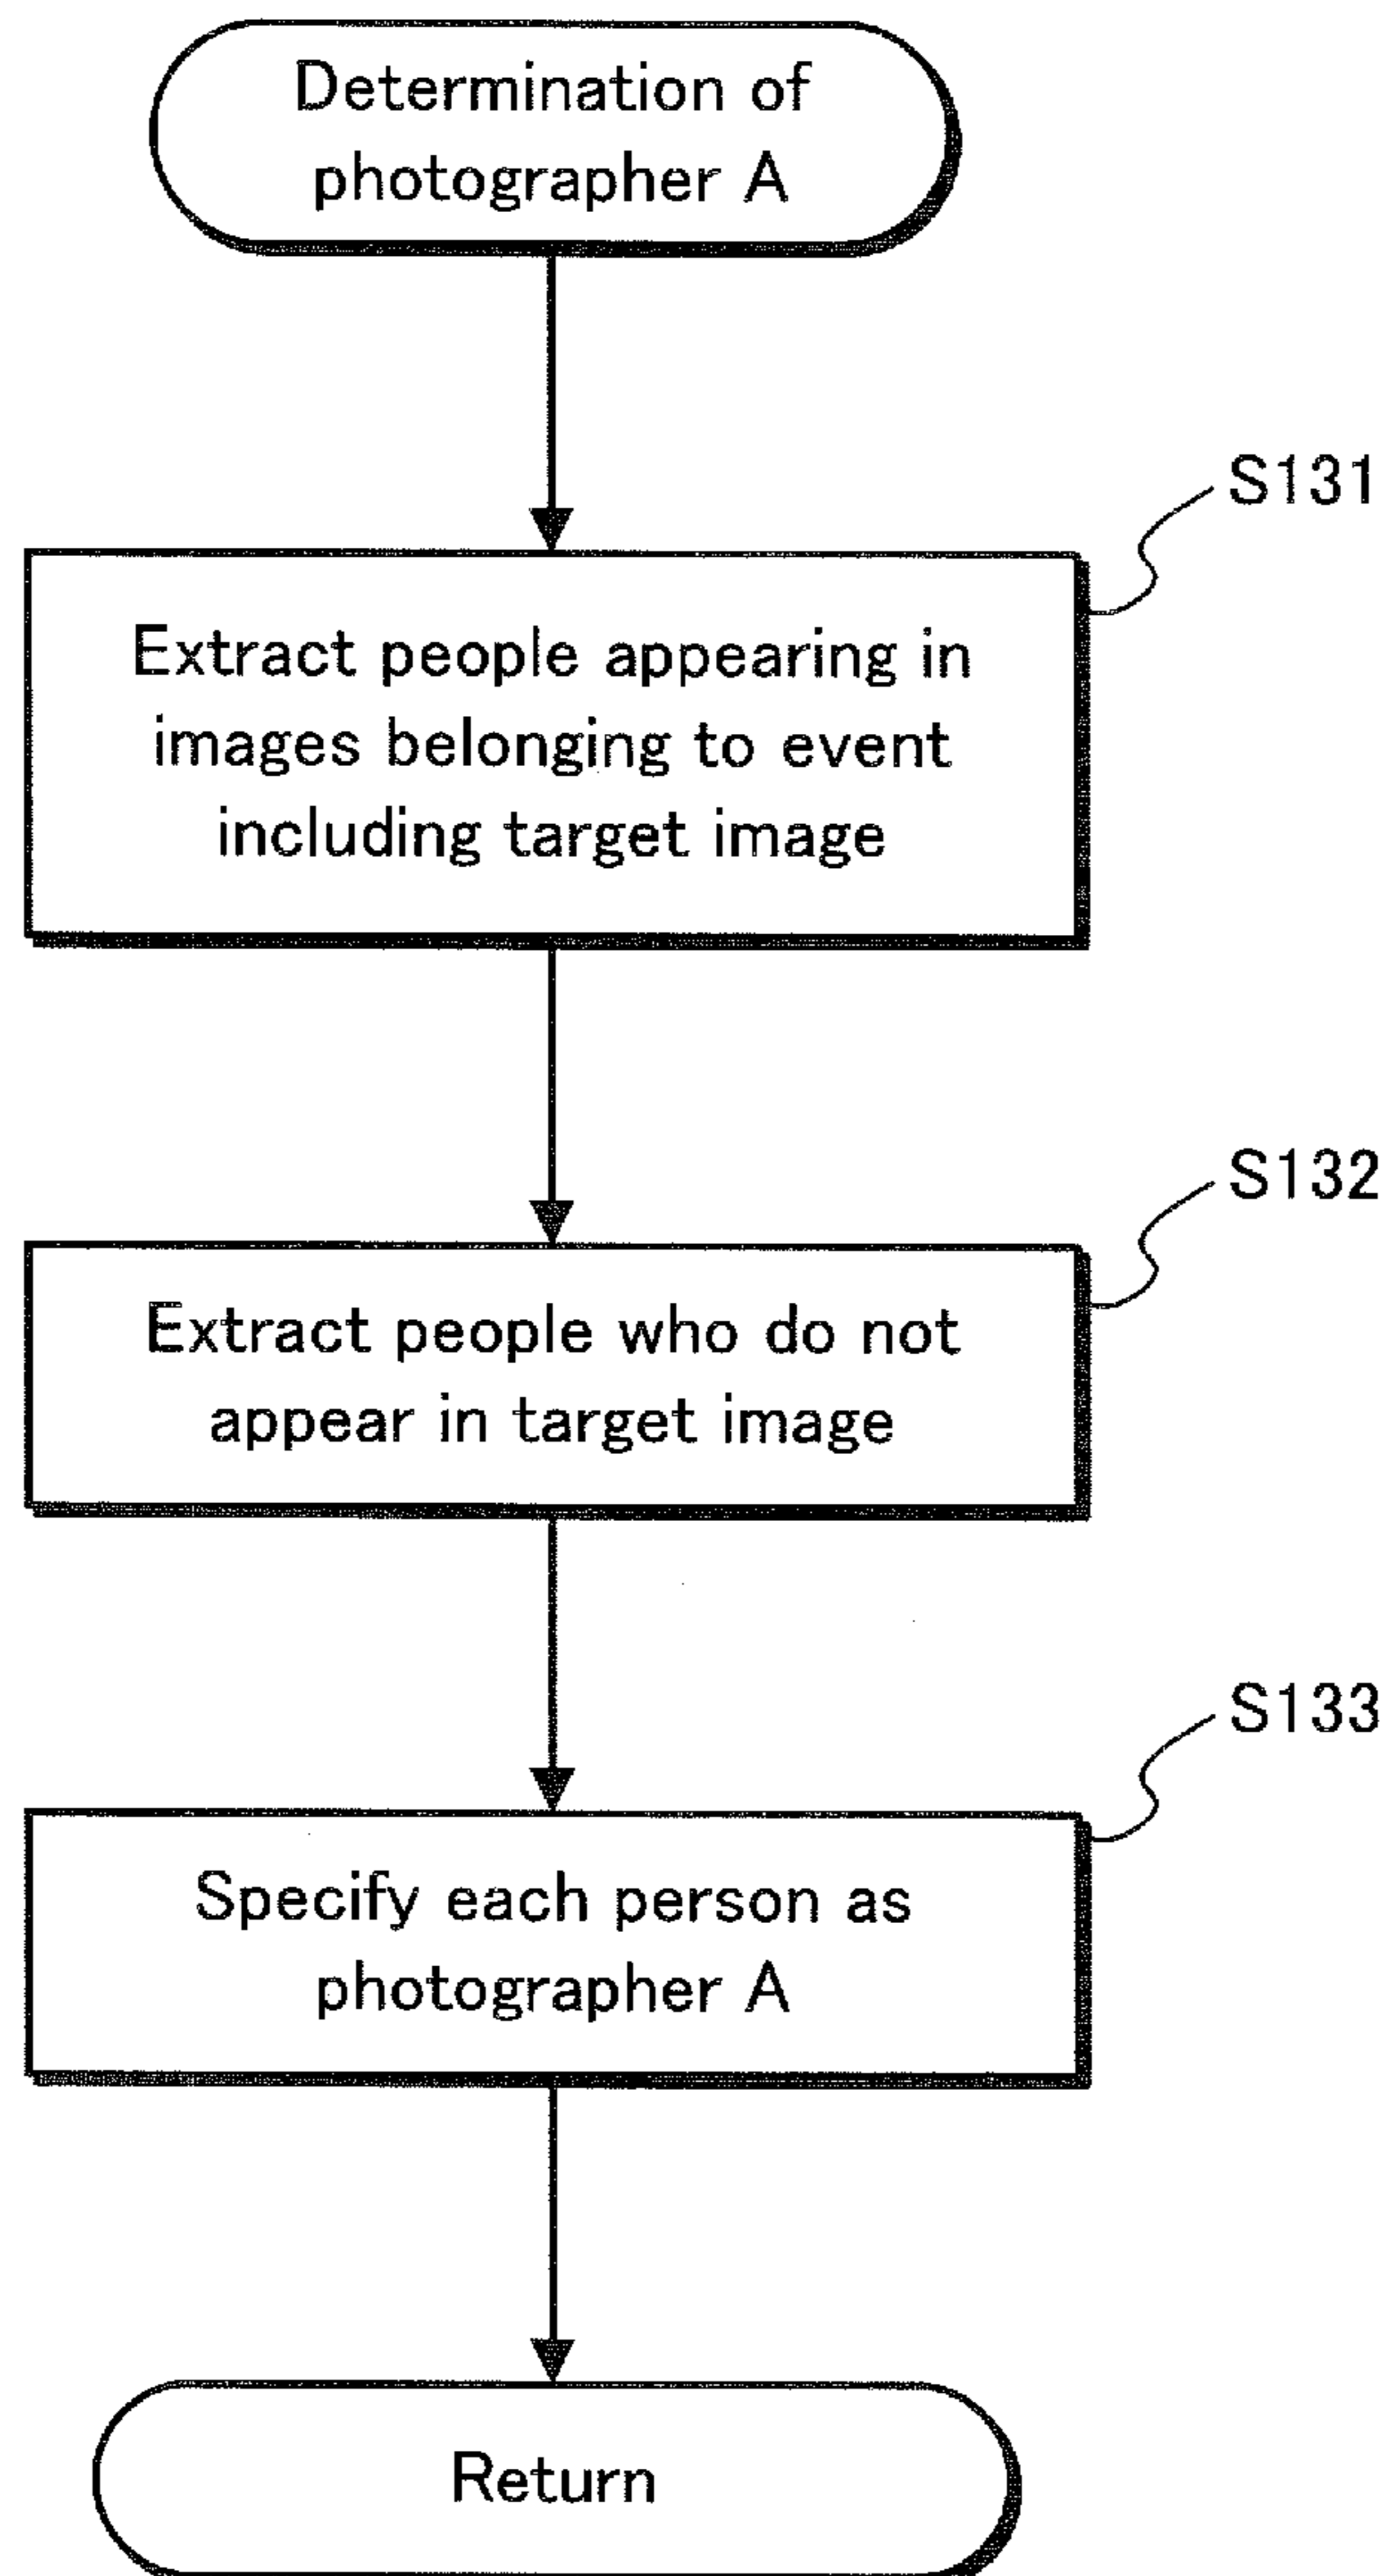 Determination of
photographer A
S131
Extract people appearing in
images belonging to event
including target image
S132
Extract people who do not
appear in target image
S133
Specify each person as
photographer A
Return